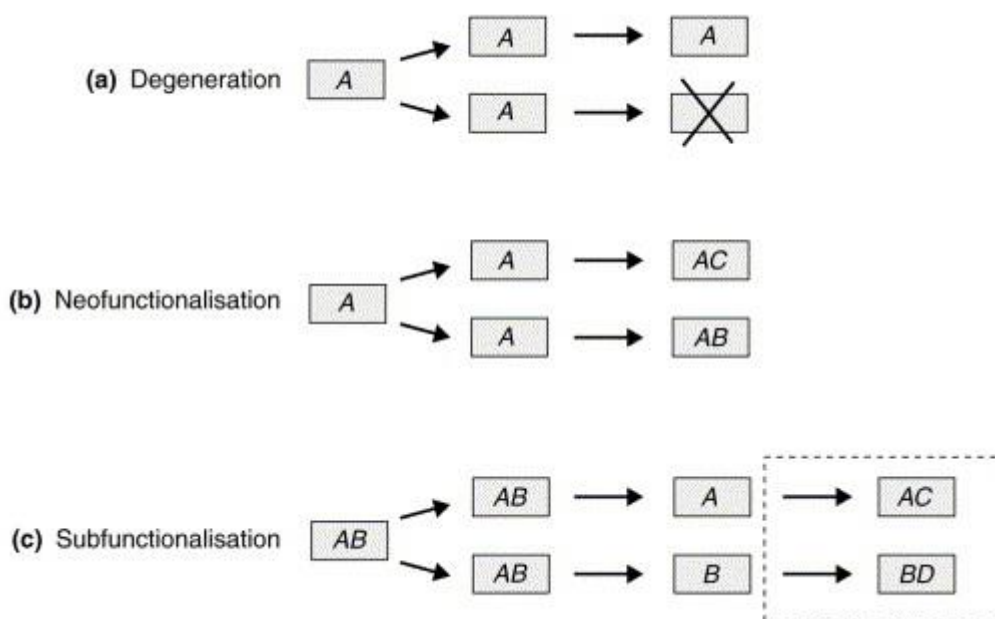 A A
(a) Degeneration A
A
A AC
(b) Neofunctionalisation A
A AB
AB A AC
(c) Subfunctionalisation AB
AB B BD